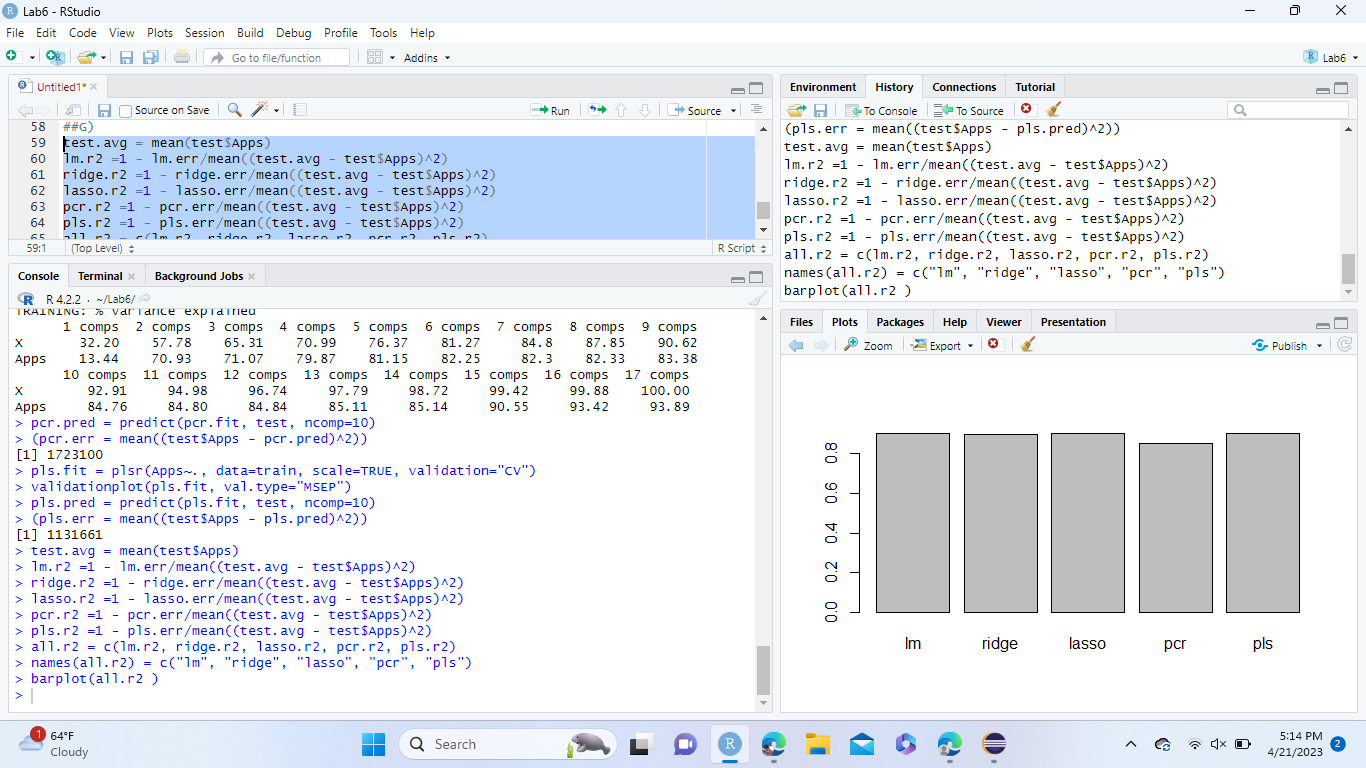 Lab6 - RStudio
File Edit Code View Plots Session Build Debug Profile Tools Help
Go to file/function Addins Lab6
Untitled1*
Source on Save Run Source
58 ##G)
59 test.avg = mean(test$Apps)
60 lm.r2 =1 - lm.err/mean((test.avg - test$Apps)^2)
61 ridge.r2 =1 - ridge.err/mean((test.avg - test$Apps)^2)
62 lasso.r2 =1 - lasso.err/mean((test.avg - test$Apps)^2)
63 pcr.r2 =1 - pcr.err/mean((test.avg - test$Apps)^2)
64 pls.r2 =1 - pls.err/mean((test.avg - test$Apps)^2)
65 all.r2 = c(lm.r2, ridge.r2, lasso.r2, pcr.r2, pls.r2)
59:1 (Top Level) R Script
Console Terminal Background Jobs
R 4.2.2 · ~/Lab6/
TRAINING: % variance explained
1 comps 2 comps 3 comps 4 comps 5 comps 6 comps 7 comps 8 comps 9 comps
X 32.20 57.78 65.31 70.99 76.37 81.27 84.8 87.85 90.62
Apps 13.44 70.93 71.07 79.87 81.15 82.25 82.3 82.33 83.38
10 comps 11 comps 12 comps 13 comps 14 comps 15 comps 16 comps 17 comps
X 92.91 94.98 96.74 97.79 98.72 99.42 99.88 100.00
Apps 84.76 84.80 84.84 85.11 85.14 90.55 93.42 93.89
> pcr.pred = predict(pcr.fit, test, ncomp=10)
> (pcr.err = mean((test$Apps - pcr.pred)^2))
[1] 1723100
> pls.fit = plsr(Apps~., data=train, scale=TRUE, validation="CV")
> validationplot(pls.fit, val.type="MSEP")
> pls.pred = predict(pls.fit, test, ncomp=10)
> (pls.err = mean((test$Apps - pls.pred)^2))
[1] 1131661
> test.avg = mean(test$Apps)
> lm.r2 =1 - lm.err/mean((test.avg - test$Apps)^2)
> ridge.r2 =1 - ridge.err/mean((test.avg - test$Apps)^2)
> lasso.r2 =1 - lasso.err/mean((test.avg - test$Apps)^2)
> pcr.r2 =1 - pcr.err/mean((test.avg - test$Apps)^2)
> pls.r2 =1 - pls.err/mean((test.avg - test$Apps)^2)
> all.r2 = c(lm.r2, ridge.r2, lasso.r2, pcr.r2, pls.r2)
> names(all.r2) = c("lm", "ridge", "lasso", "pcr", "pls")
> barplot(all.r2 )
>
Environment History Connections Tutorial
To Console To Source
(pls.err = mean((test$Apps - pls.pred)^2))
test.avg = mean(test$Apps)
lm.r2 =1 - lm.err/mean((test.avg - test$Apps)^2)
ridge.r2 =1 - ridge.err/mean((test.avg - test$Apps)^2)
lasso.r2 =1 - lasso.err/mean((test.avg - test$Apps)^2)
pcr.r2 =1 - pcr.err/mean((test.avg - test$Apps)^2)
pls.r2 =1 - pls.err/mean((test.avg - test$Apps)^2)
all.r2 = c(lm.r2, ridge.r2, lasso.r2, pcr.r2, pls.r2)
names(all.r2) = c("lm", "ridge", "lasso", "pcr", "pls")
barplot(all.r2 )
Files Plots Packages Help Viewer Presentation
Zoom Export Publish
0.8
0.6
0.4
0.2
0.0
lm ridge lasso pcr pls
1 64°F
Cloudy
Search
5:14 PM
4/21/2023 2